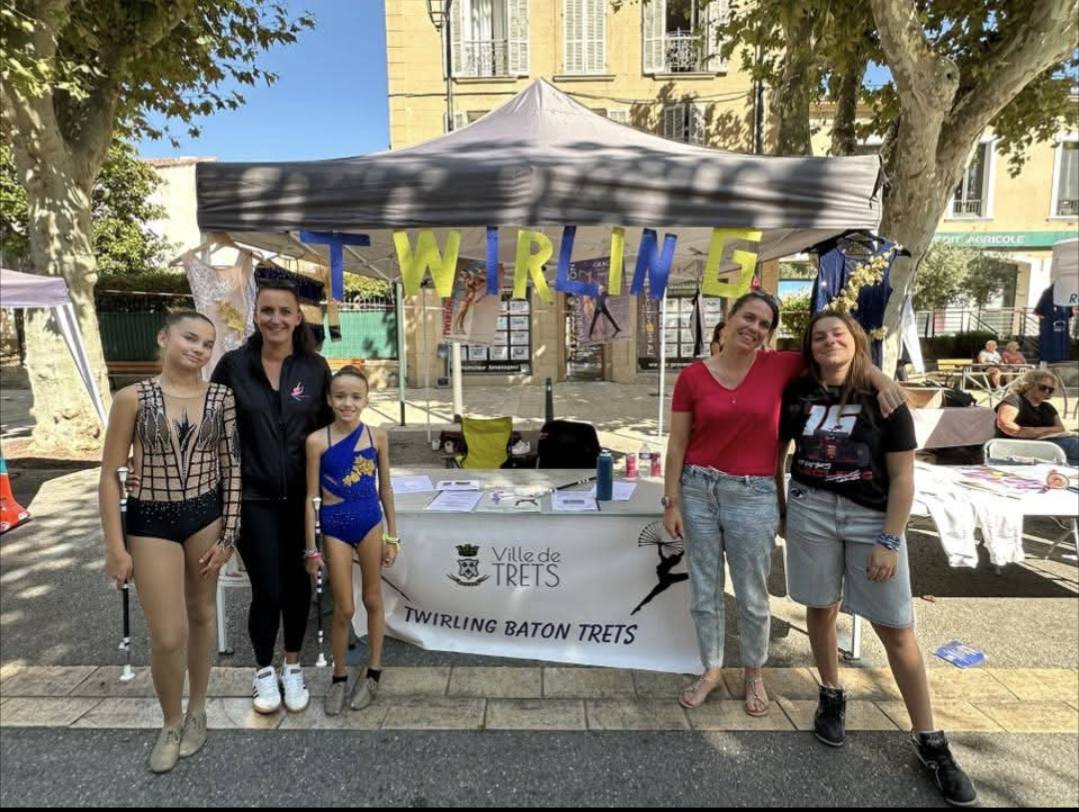 TWIRLING
Ville de
TRETS
TWIRLING BATON TRETS
15